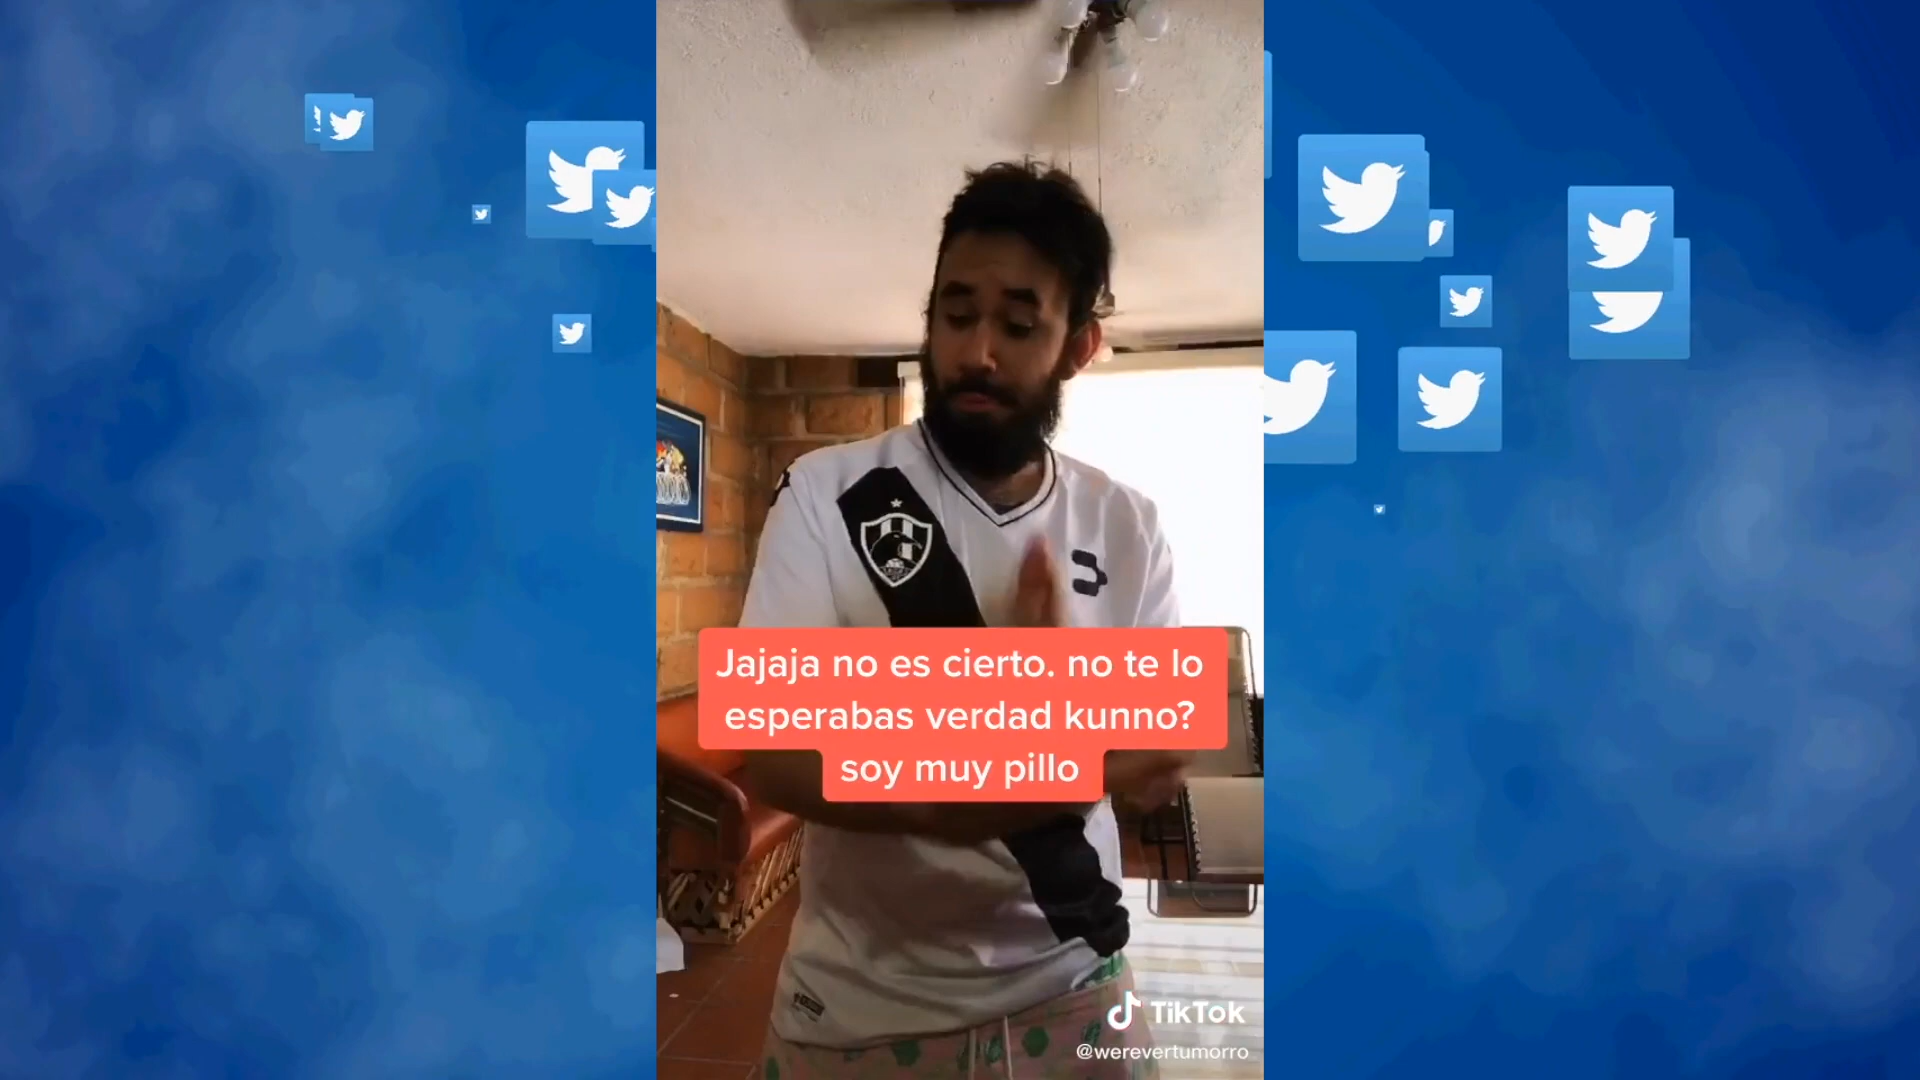 Jajaja no es cierto. no te lo
esperabas verdad kunno?
soy muy pillo
TikTok
@werevertumorro